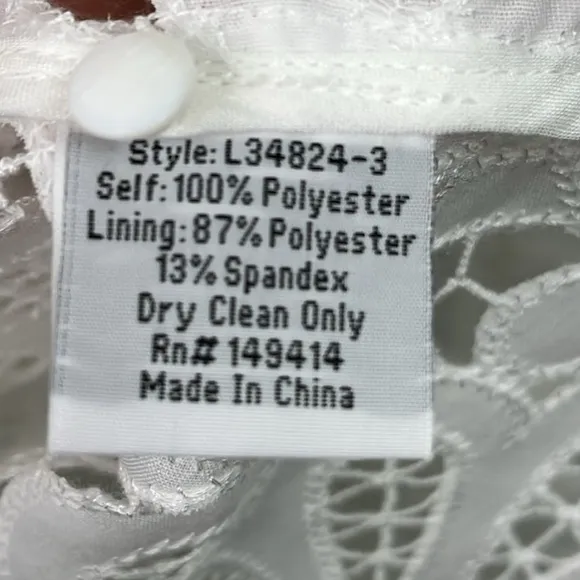 Style: L34824-3
Self: 100% Polyester
Lining: 87% Polyester
13% Spandex
Dry Clean Only
Rn# 149414
Made In China